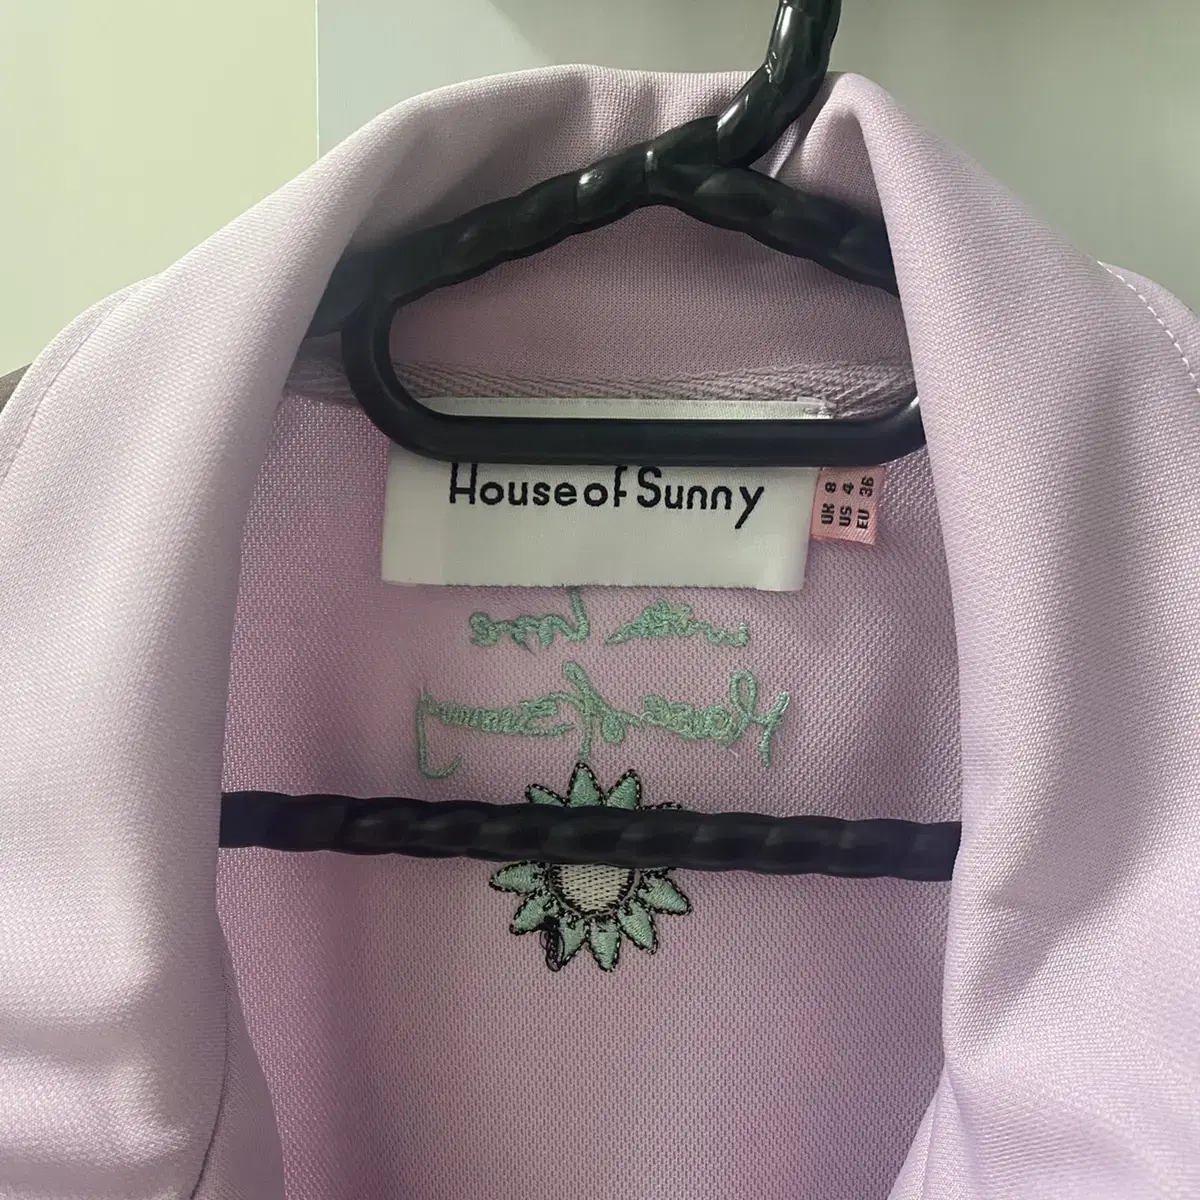 House of Sunny
UK 8
US 4
EU 36
with love
House of Sunny